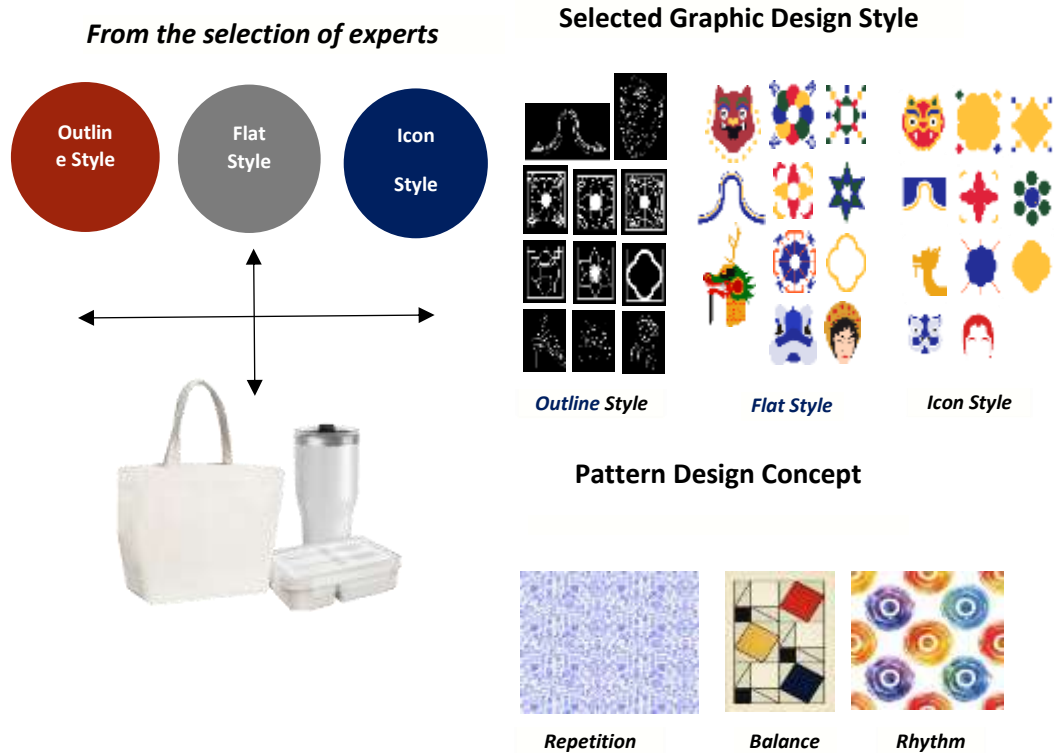 From the selection of experts
Outlin
e Style
Flat
Style
Icon
Style
Selected Graphic Design Style
Outline Style
Flat Style
Icon Style
Pattern Design Concept
Repetition
Balance
Rhythm